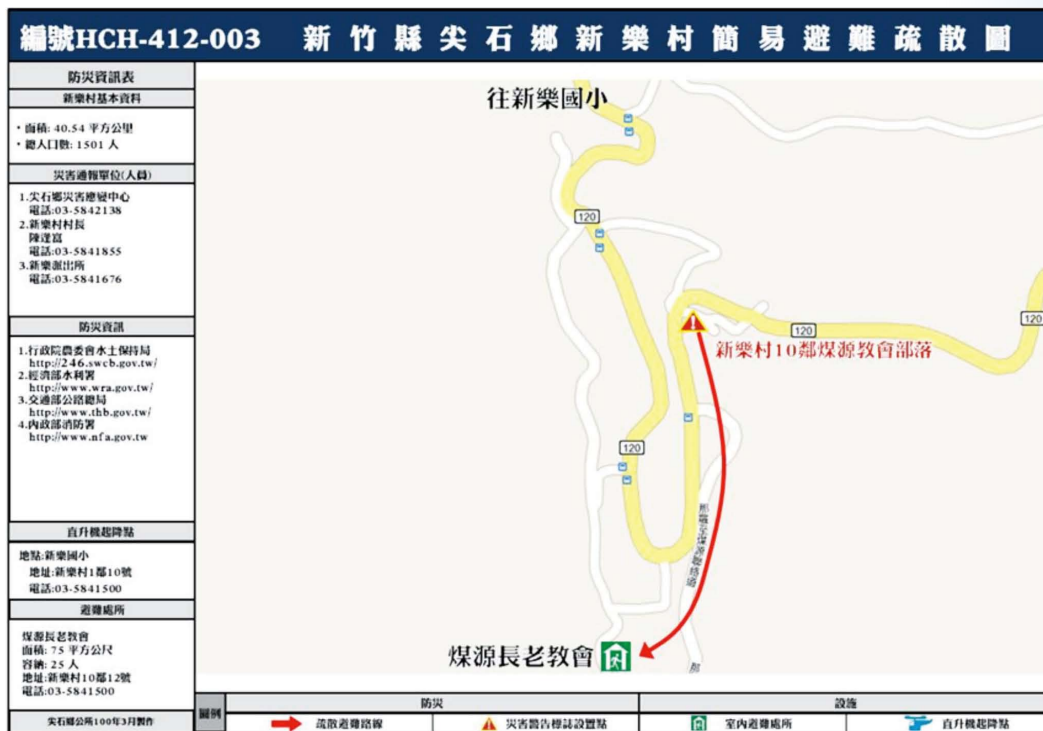 編號HCH-412-003 新竹縣尖石鄉新樂村簡易避難疏散圖
防災資訊表
新樂村基本資料
・面積: 40.54 平方公里
・總人口數: 1501 人
災害通報單位(人員)
1.尖石鄉災害應變中心
電話:03-5842138
2.新樂村村長
電話:03-5841855
3.新樂派出所
電話:03-5841676
防災資訊
1.行政院農委會水土保持局
http://246.swcb.gov.tw/
2.經濟部水利署
http://www.wra.gov.tw/
3.交通部公路總局
http://www.thb.gov.tw/
4.內政部消防署
http://www.nfa.gov.tw
直升機起降點
地點:新樂國小
地址:新樂村1鄰10號
電話:03-5841500
避難處所
煤源長老教會
面積: 75 平方公尺
容納: 25 人
地址:新樂村10鄰12號
電話:03-5841500
尖石鄉公所100年3月製作
往新樂國小
120
120
120
120
新樂村10鄰煤源教會部落
煤源長老教會
圖例
防災
設施
疏散避難路線
災害警告標誌設置點
室內避難處所
直升機起降點